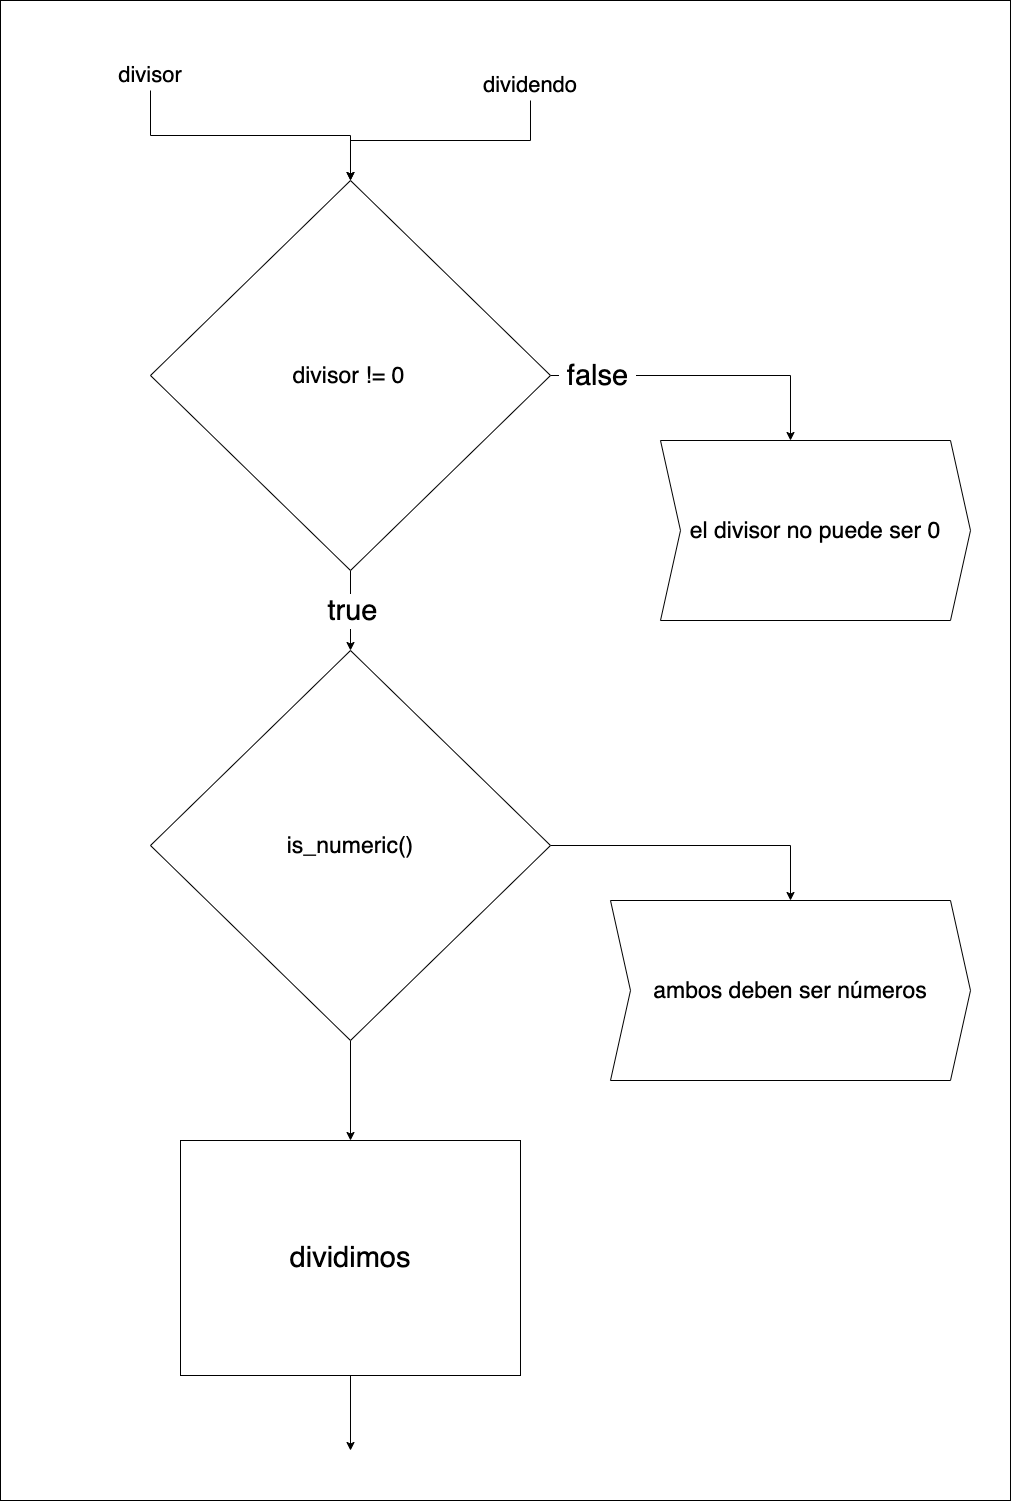 divisor
dividendo
divisor != 0
false
el divisor no puede ser 0
true
is_numeric()
ambos deben ser números
dividimos